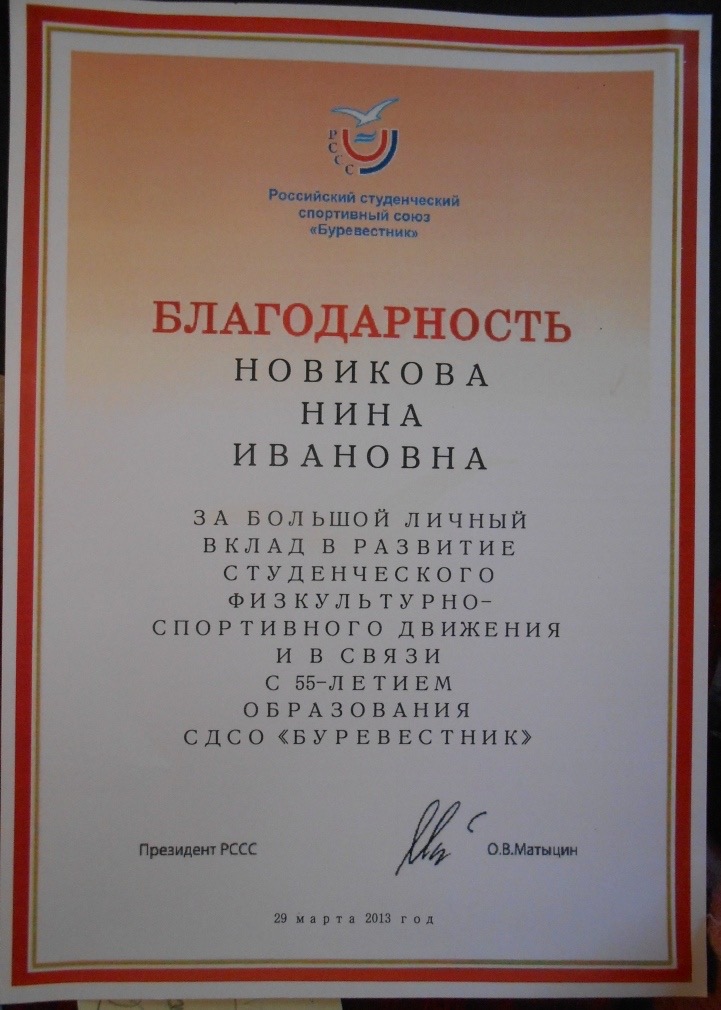 РССС
Российский студенческий
спортивный союз
«Буревестник»
БЛАГОДАРНОСТЬ
НОВИКОВА
НИНА
ИВАНОВНА
ЗА БОЛЬШОЙ ЛИЧНЫЙ
ВКЛАД В РАЗВИТИЕ
СТУДЕНЧЕСКОГО
ФИЗКУЛЬТУРНО-
СПОРТИВНОГО ДВИЖЕНИЯ
И В СВЯЗИ
С 55-ЛЕТИЕМ
ОБРАЗОВАНИЯ
СДСО «БУРЕВЕСТНИК»
Президент РССС О.В.Матыцин
29 марта 2013 год